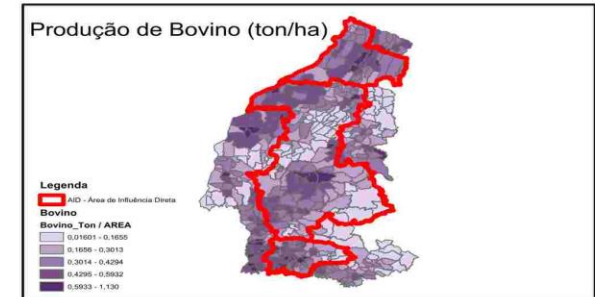 Produção de Bovino (ton/ha)
Legenda
AID - Área de Influência Direta
Bovino
Bovino_Ton / AREA
0,01601 - 0,1655
0,1656 - 0,3013
0,3014 - 0,4294
0,4295 - 0,5932
0,5933 - 1,130